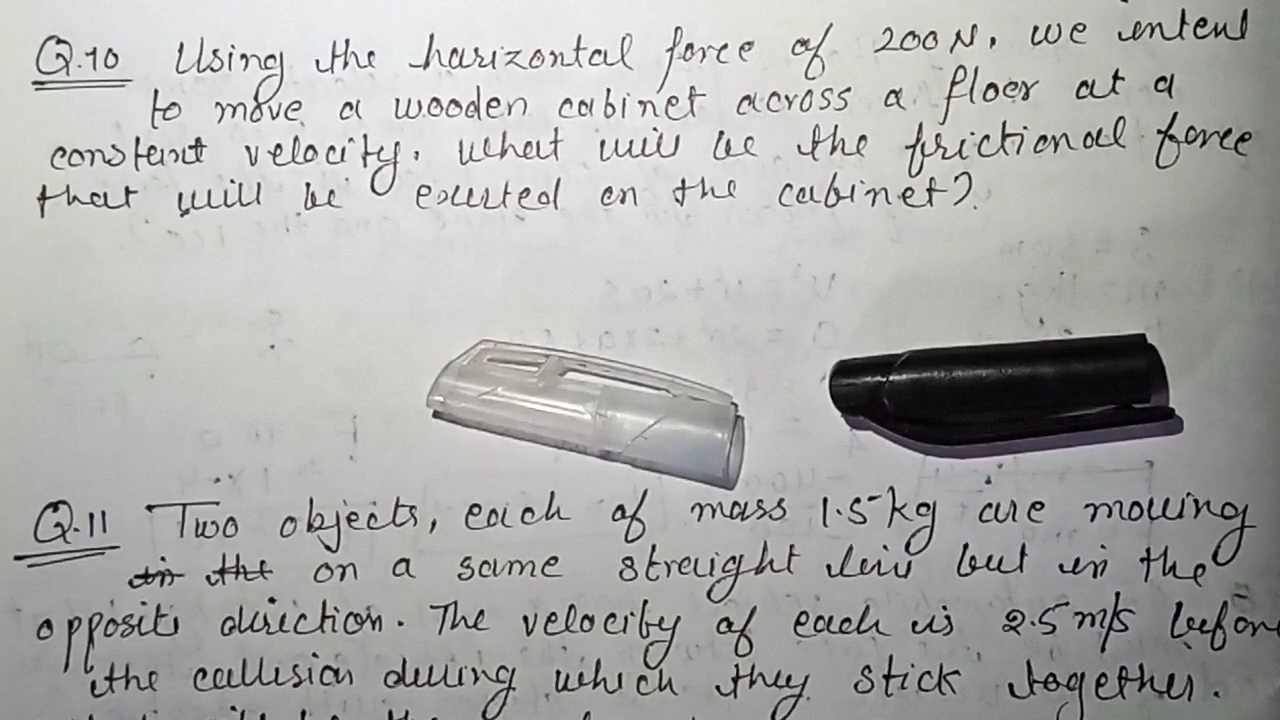 Q.10 Using the harizontal force of 200 N. we intend
to move a wooden cabinet across a floor at a
constant velocity. What will be the frictional force
that will be exerted on the cabinet?
Q.11 Two objects, each of mass 1.5 kg are moving
on a same straight line but in the
opposite direction. The velocity of each is 2.5 m/s before
the collision during which they stick together.